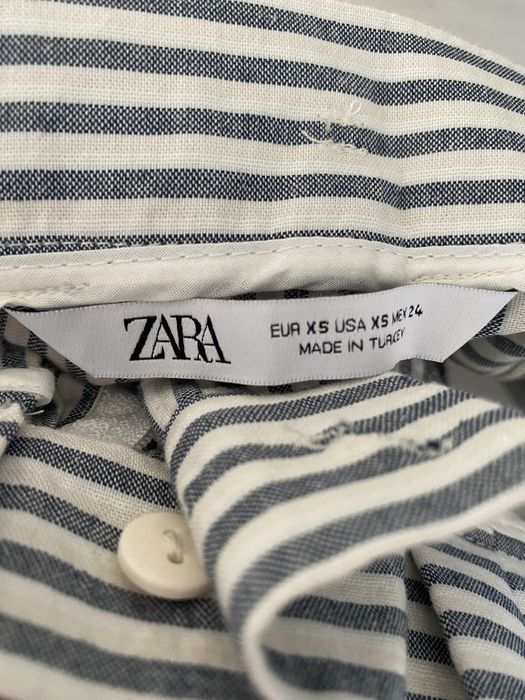 ZARA
EUR XS USA XS MEX 24
MADE IN TURKEY